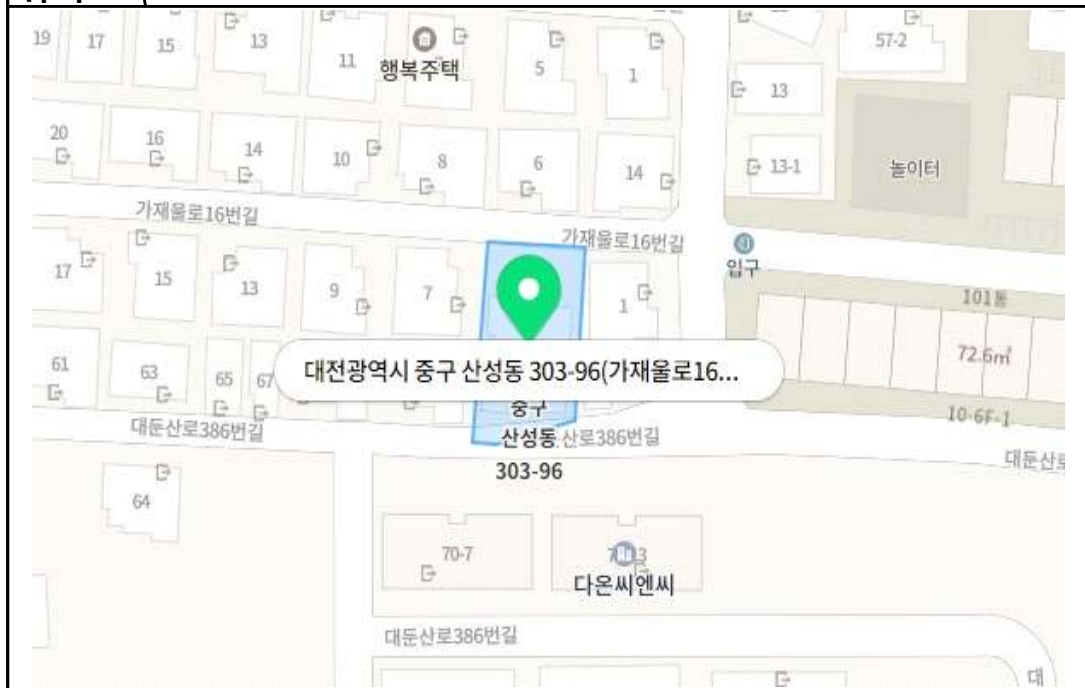 19 17 15 13 11 행복주택 5 1 57-2
13
20 16 14 10 8 6 14 13-1 놀이터
가재울로16번길 가재울로16번길
입구
17 15 13 9 7 1 101동
72.6㎡
61 63 65 67
대전광역시 중구 산성동 303-96(가재울로16...
중구
10-6F-1
대둔산로386번길 산성동 산로386번길
303-96
대둔산로
64
70-7
다온씨엔씨
대둔산로386번길
대